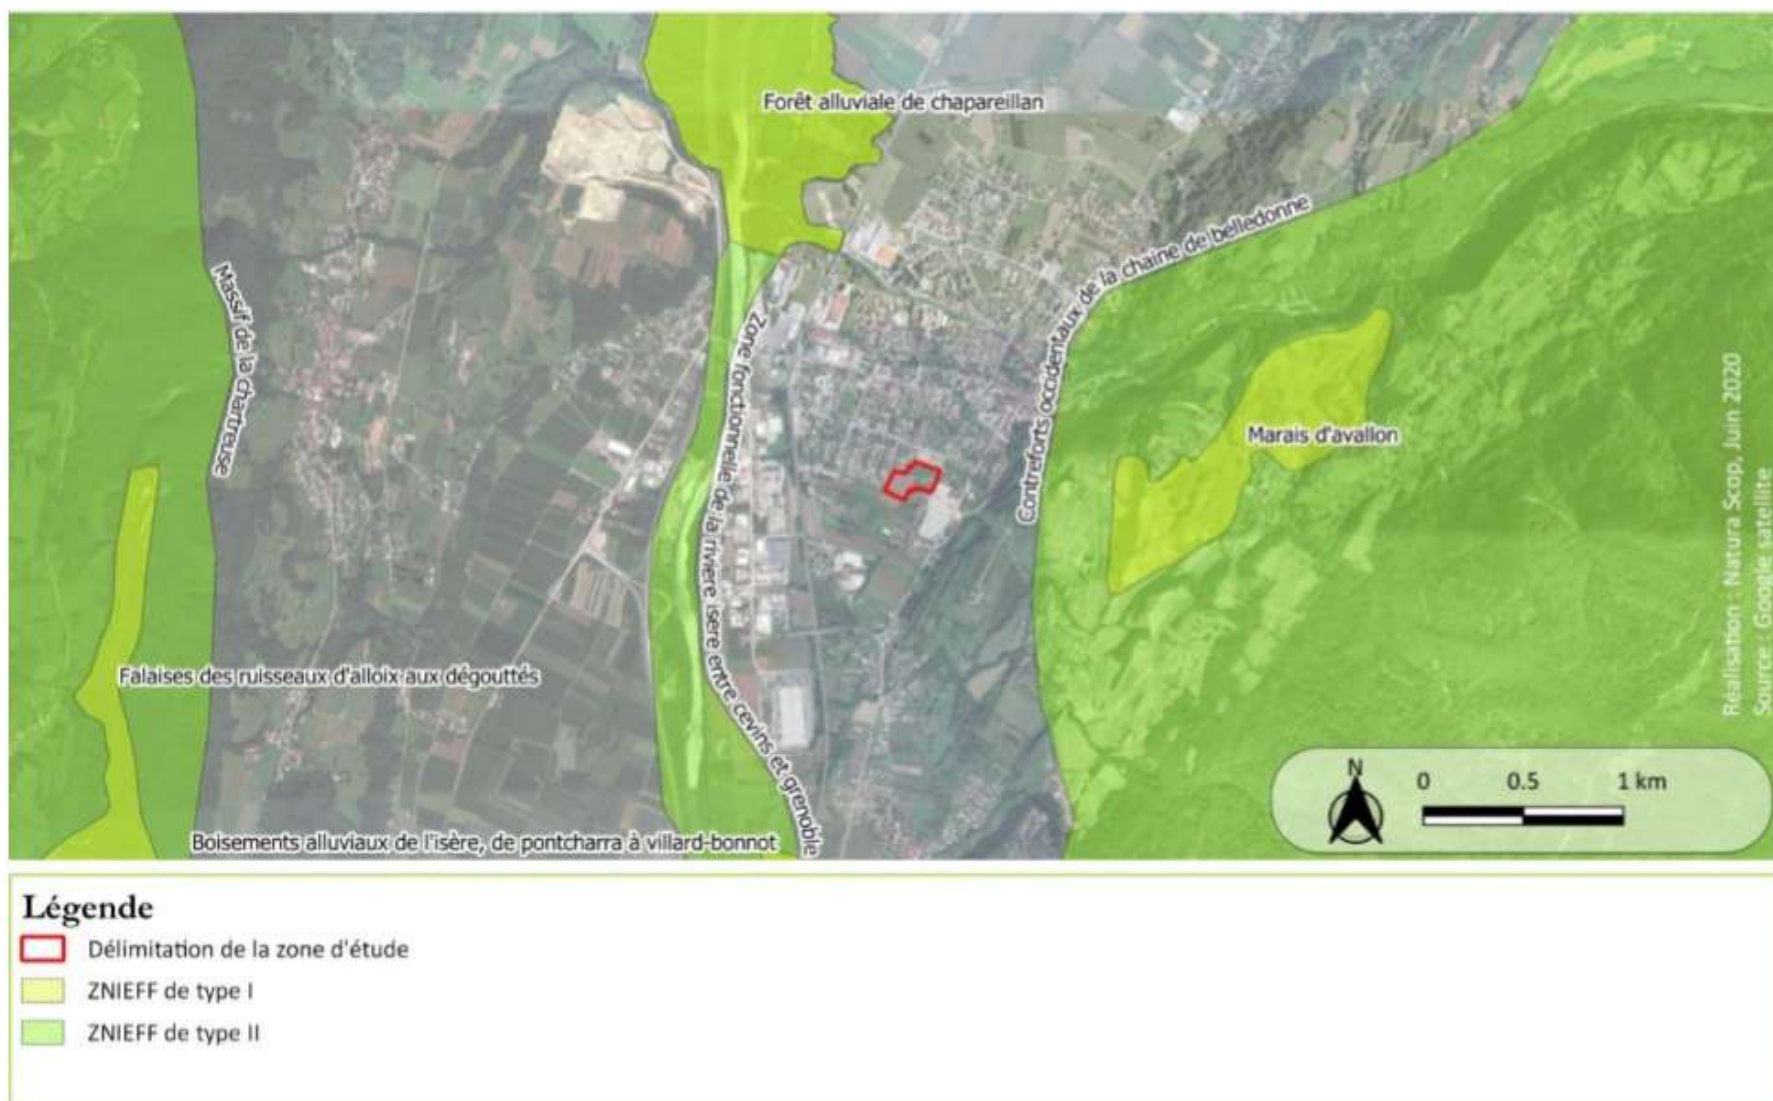 Forêt alluviale de chapareillan
Massif de la chartreuse
Zone fonctionnelle de la rivière isère entre cevins et grenoble
Contreforts occidentaux de la chaine de belledonne
Marais d'avallon
Falaises des ruisseaux d'alloix aux dégouttés
Boisements alluviaux de l'isère, de pontcharra à villard-bonnot
Réalisation : Natura Scop, Juin 2020
Source : Google satellite
N
0 0.5 1 km
Légende
Délimitation de la zone d'étude
ZNIEFF de type I
ZNIEFF de type II